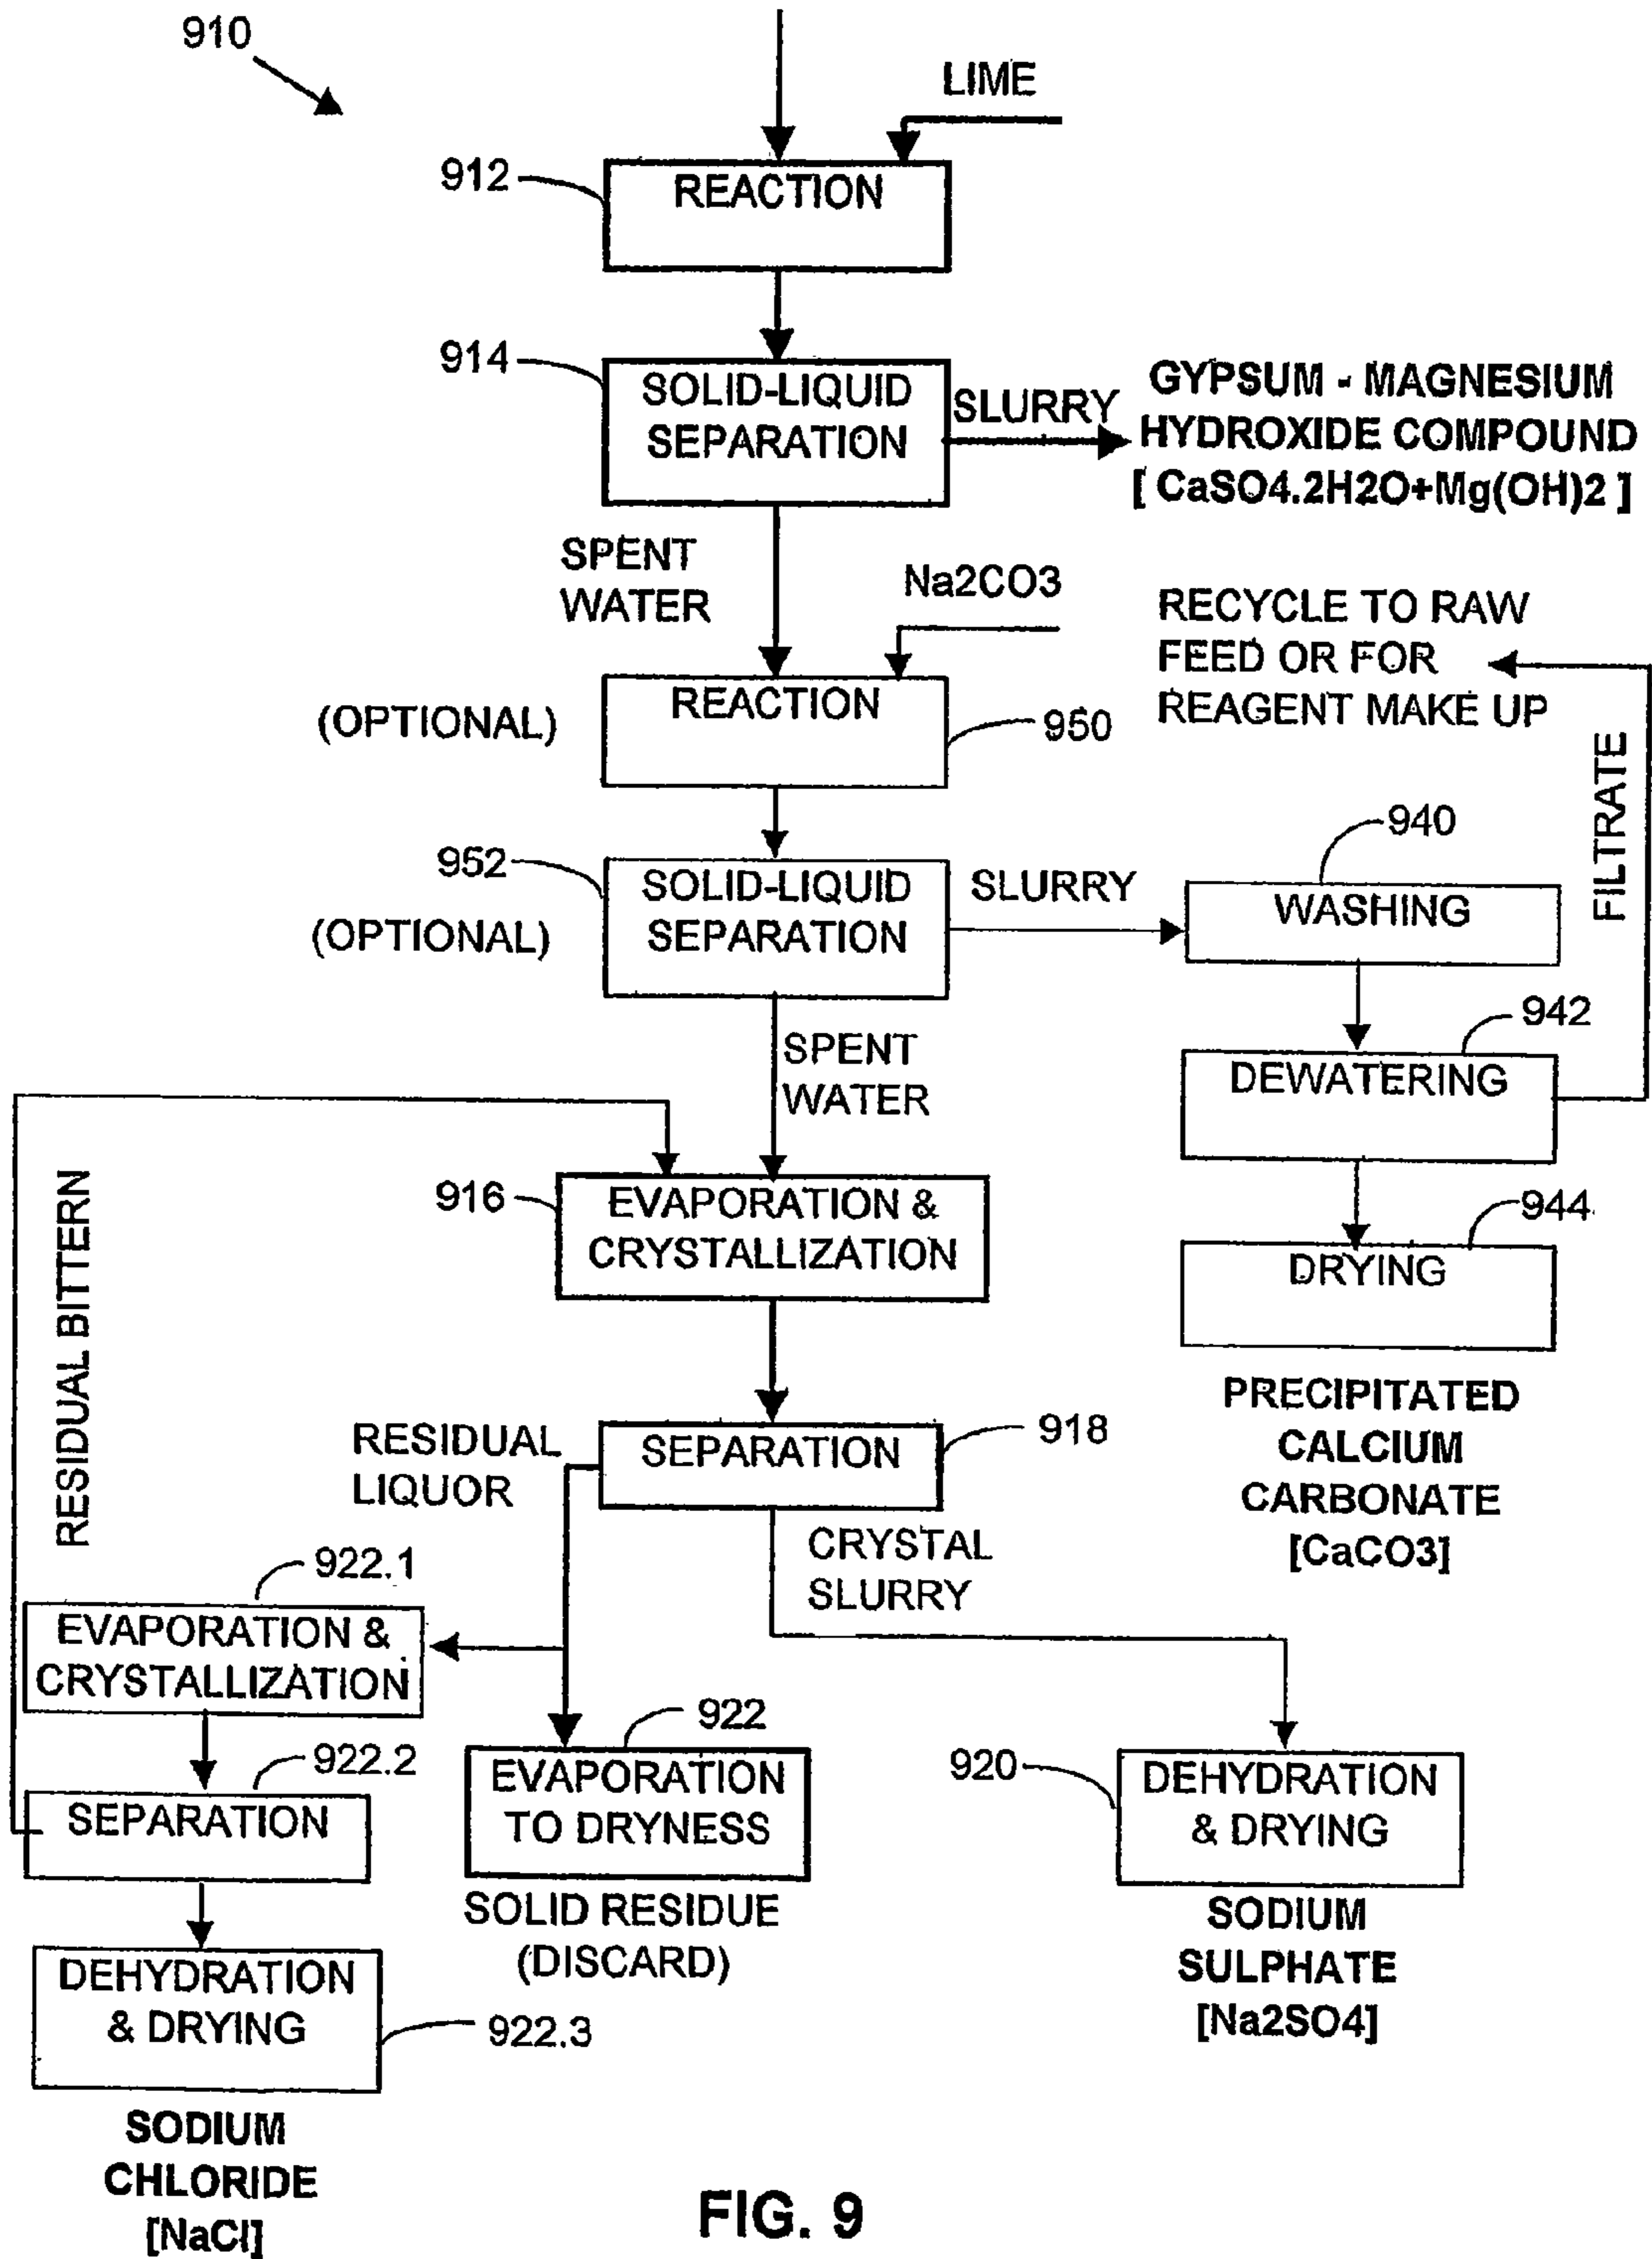 910
LIME
912
REACTION
914
SOLID-LIQUID
SEPARATION
SLURRY
GYPSUM - MAGNESIUM
HYDROXIDE COMPOUND
[ CaSO4.2H2O+Mg(OH)2 ]
SPENT
WATER
Na2CO3
RECYCLE TO RAW
FEED OR FOR
REAGENT MAKE UP
(OPTIONAL)
REACTION
950
FILTRATE
952
SOLID-LIQUID
SEPARATION
(OPTIONAL)
SLURRY
940
WASHING
942
DEWATERING
944
DRYING
PRECIPITATED
CALCIUM
CARBONATE
[CaCO3]
SPENT
WATER
RESIDUAL BITTERN
916
EVAPORATION &
CRYSTALLIZATION
RESIDUAL
LIQUOR
SEPARATION
918
CRYSTAL
SLURRY
922.1
EVAPORATION &
CRYSTALLIZATION
922.2
SEPARATION
922
EVAPORATION
TO DRYNESS
SOLID RESIDUE
(DISCARD)
920
DEHYDRATION
& DRYING
SODIUM
SULPHATE
[Na2SO4]
DEHYDRATION
& DRYING
922.3
SODIUM
CHLORIDE
[NaCl]
FIG. 9